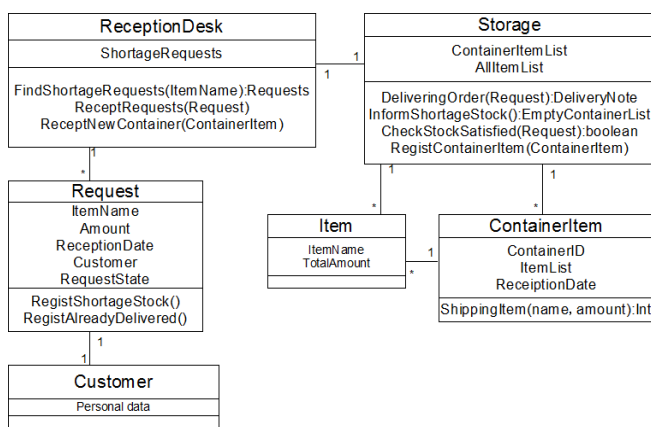 ReceptionDesk
ShortageRequests
FindShortageRequests(ItemName):Requests
ReceptRequests(Request)
ReceptNewContainer(ContainerItem)
1
1
Storage
ContainerItemList
AllItemList
DeliveringOrder(Request):DeliveryNote
InformShortageStock():EmptyContainerList
CheckStockSatisfied(Request):boolean
RegistContainerItem(ContainerItem)
1
*
1
*
1
*
Request
ItemName
Amount
ReceptionDate
Customer
RequestState
RegistShortageStock()
RegistAlreadyDelivered()
Item
ItemName
TotalAmount
1
*
ContainerItem
ContainerID
ItemList
ReceiptionDate
ShippingItem(name, amount):Int
1
1
Customer
Personal data